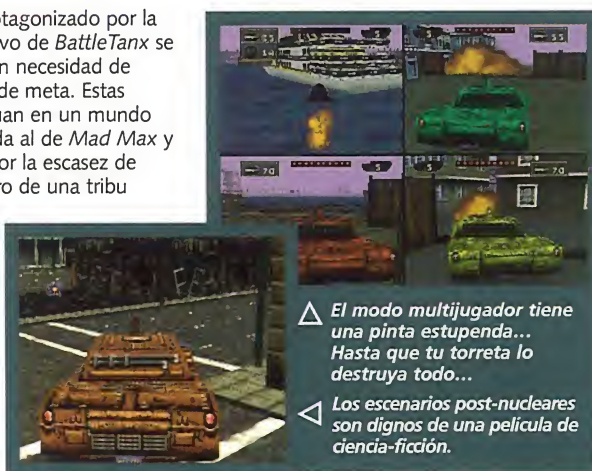 otagonizado por la
vo de BattleTanx se
n necesidad de
de meta. Estas
uan en un mundo
da al de Mad Max y
or la escasez de
ro de una tribu
El modo multijugador tiene
una pinta estupenda...
Hasta que tu torreta lo
destruya todo...
Los escenarios post-nucleares
son dignos de una película de
ciencia-ficción.